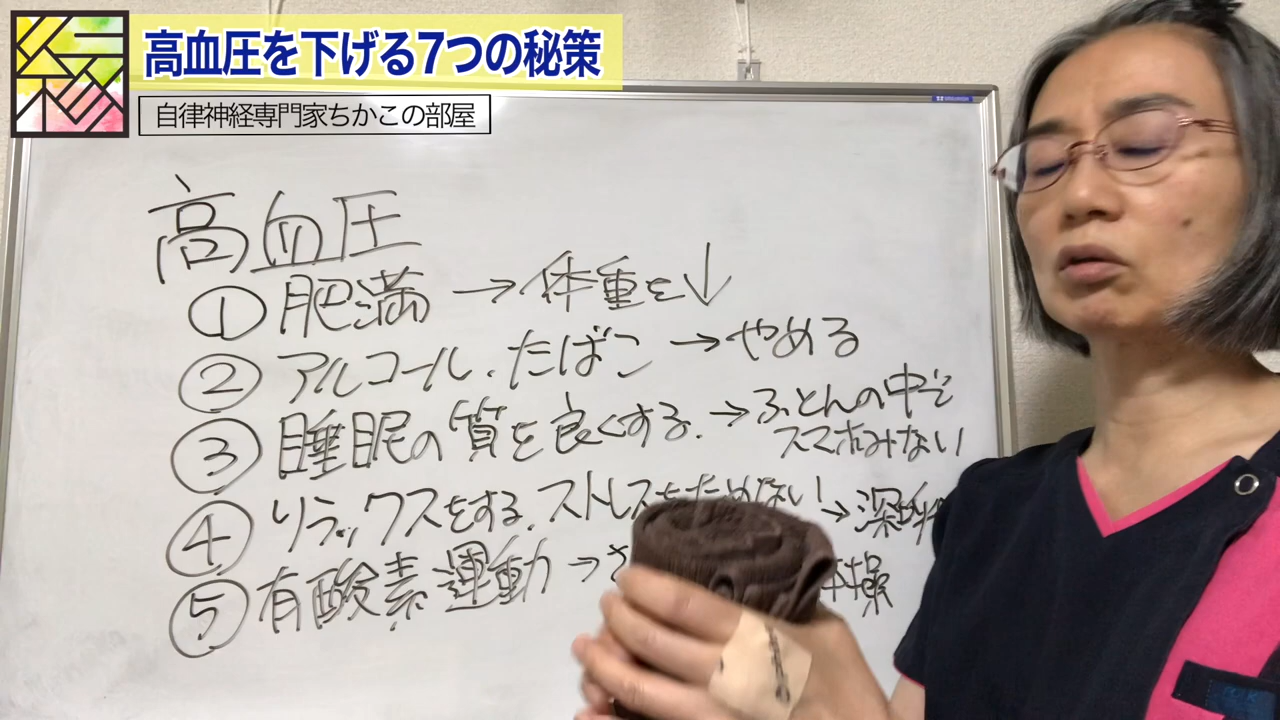 高血圧を下げる7つの秘策
自律神経専門家ちかこの部屋
高血圧
① 肥満 → 体重を↓
② アルコール、たばこ → やめる
③ 睡眠の質を良くする。→ ふとんの中で
スマホみない
④ リラックスをする。ストレスをためない → 深呼
⑤ 有酸素運動 → 体操